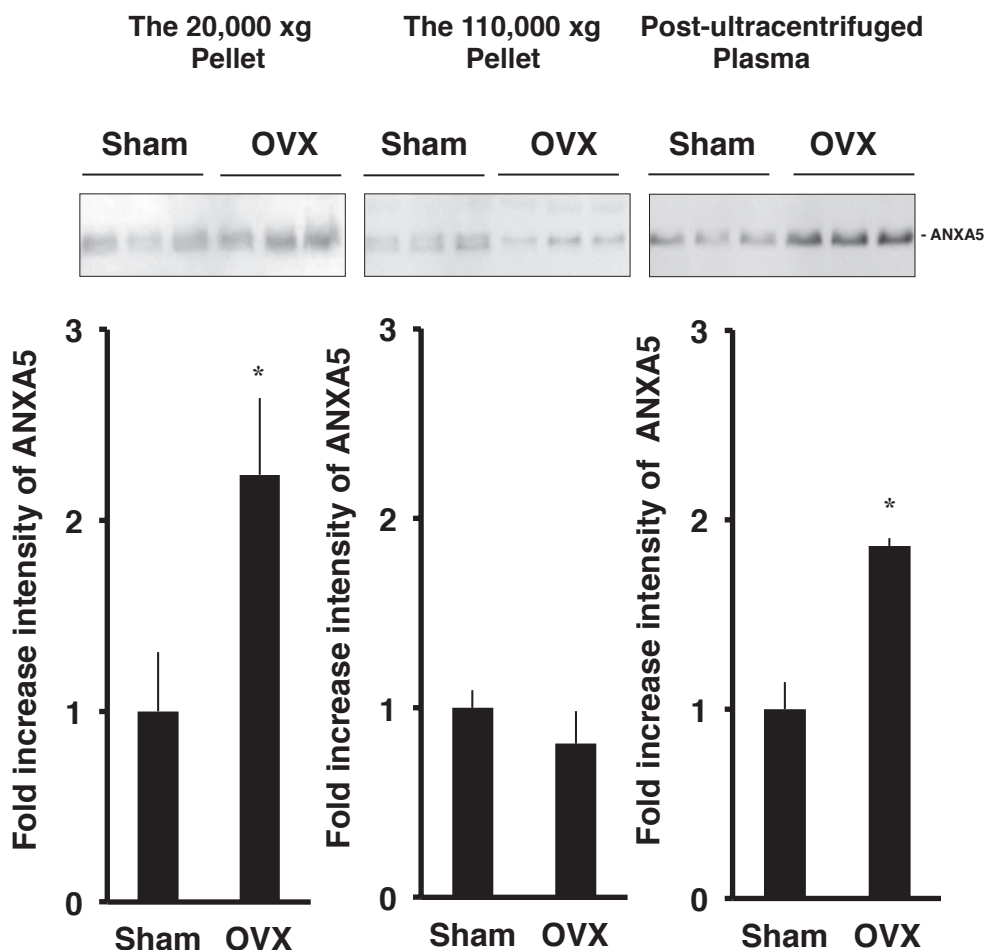 The 20,000 xg
Pellet
The 110,000 xg
Pellet
Post-ultracentrifuged
Plasma
Sham OVX
Sham OVX
Sham OVX
- ANXA5
Fold increase intensity of ANXA5
3
2
1
0
*
Sham OVX
Fold increase intensity of ANXA5
3
2
1
0
Sham OVX
Fold increase intensity of ANXA5
3
2
1
0
*
Sham OVX